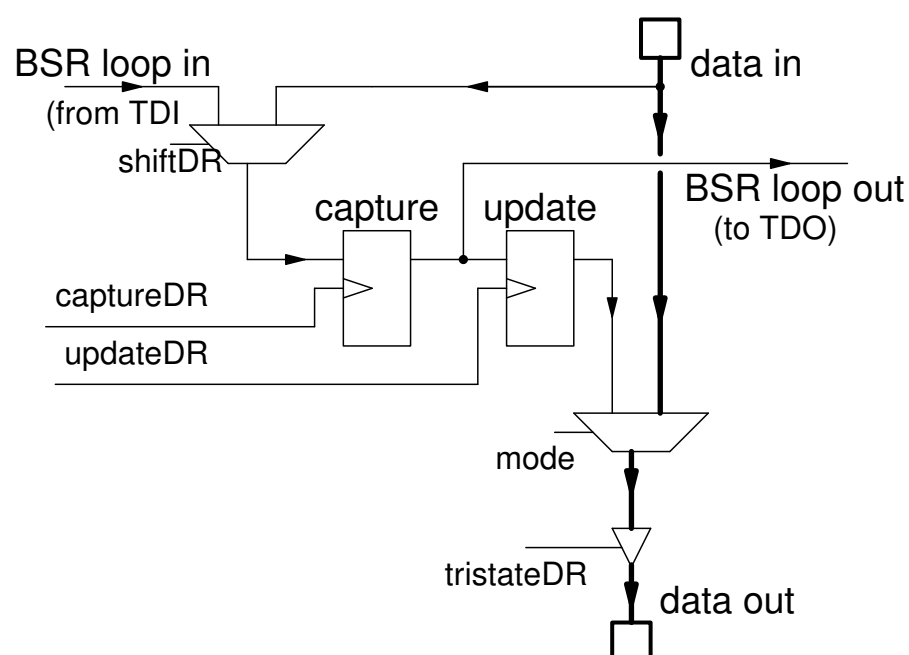 BSR loop in
data in
(from TDI
shiftDR
BSR loop out
(to TDO)
capture
update
captureDR
updateDR
mode
tristateDR
data out